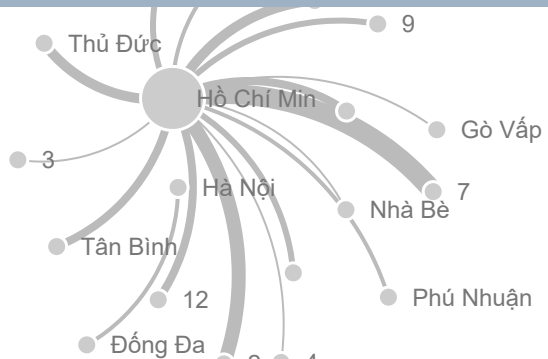 9
Thủ Đức
Hồ Chí Min
Gò Vấp
3
Hà Nội
7
Nhà Bè
Tân Bình
12
Phú Nhuận
Đống Đa